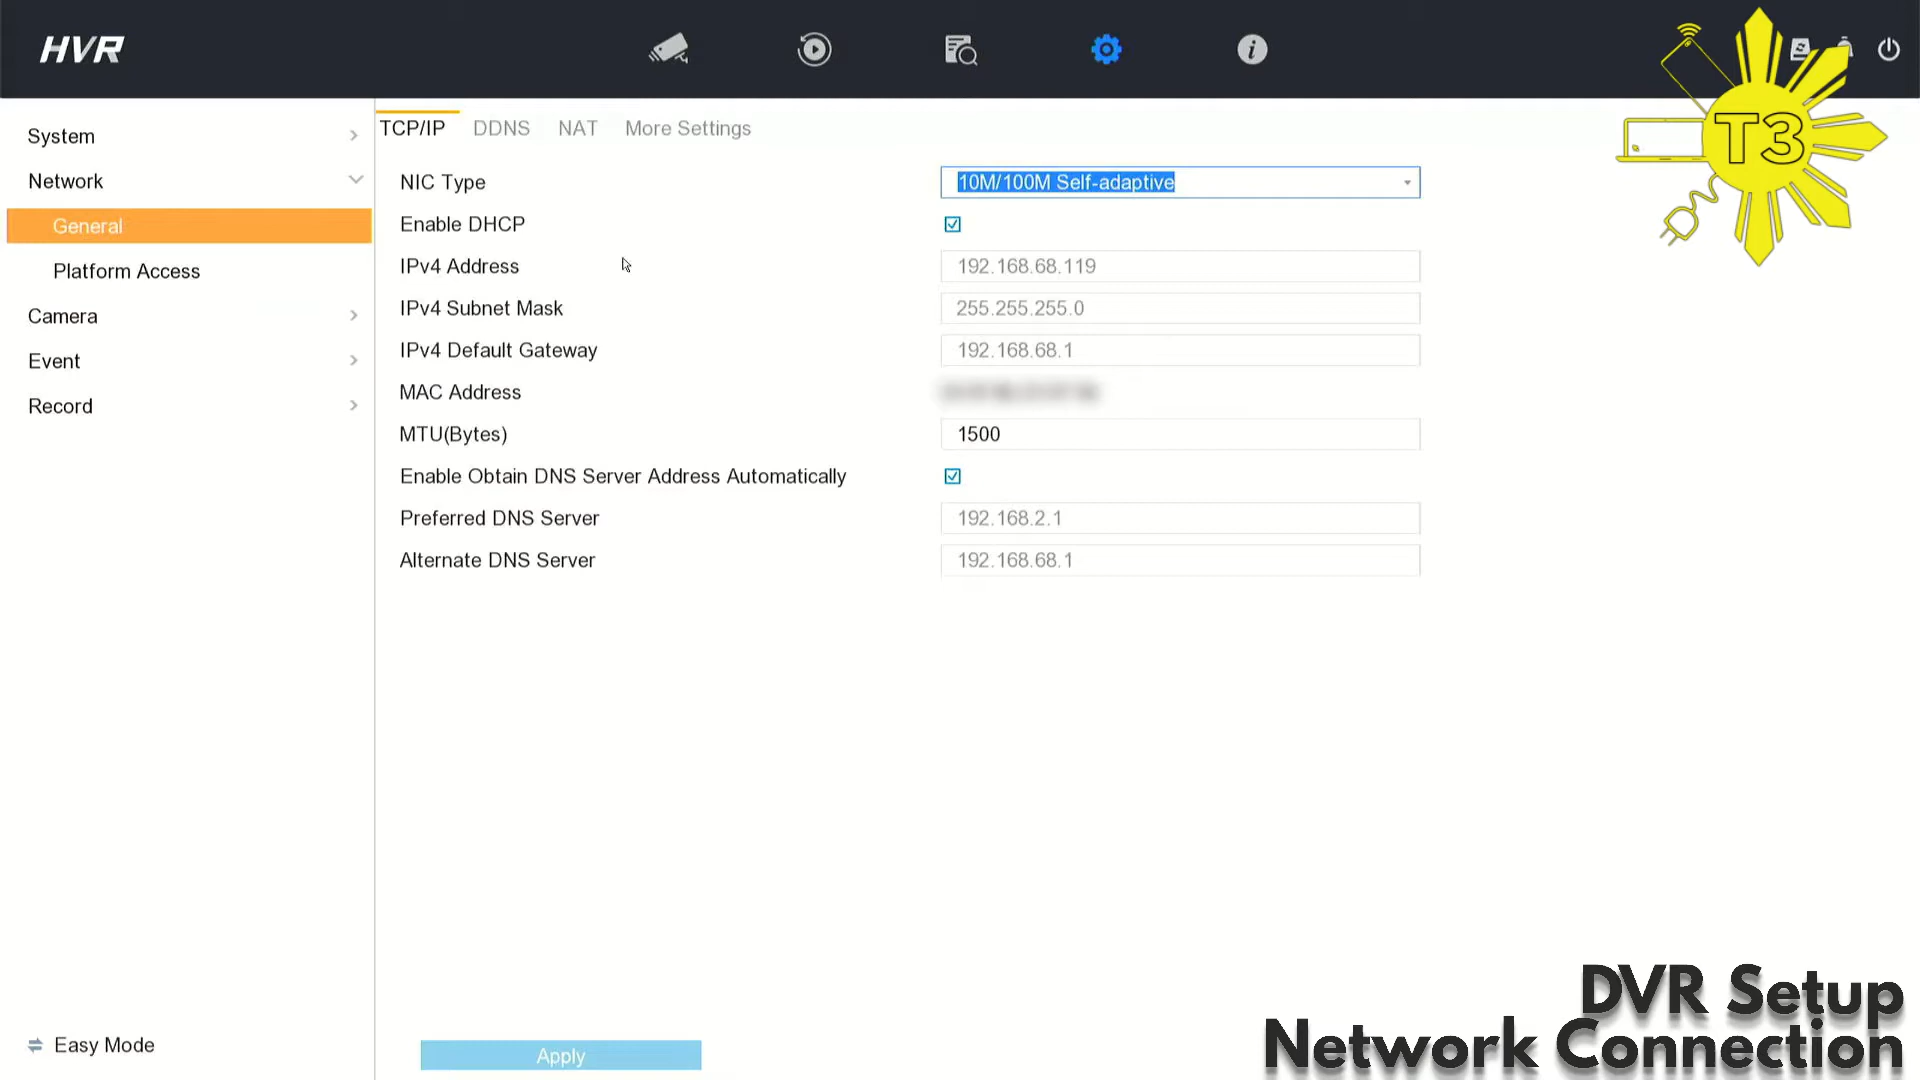 HVR
T3
System
Network
General
Platform Access
Camera
Event
Record
TCP/IP DDNS NAT More Settings
NIC Type 10M/100M Self-adaptive
Enable DHCP
IPv4 Address 192.168.68.119
IPv4 Subnet Mask 255.255.255.0
IPv4 Default Gateway 192.168.68.1
MAC Address
MTU(Bytes) 1500
Enable Obtain DNS Server Address Automatically
Preferred DNS Server 192.168.2.1
Alternate DNS Server 192.168.68.1
Easy Mode
Apply
DVR Setup
Network Connection